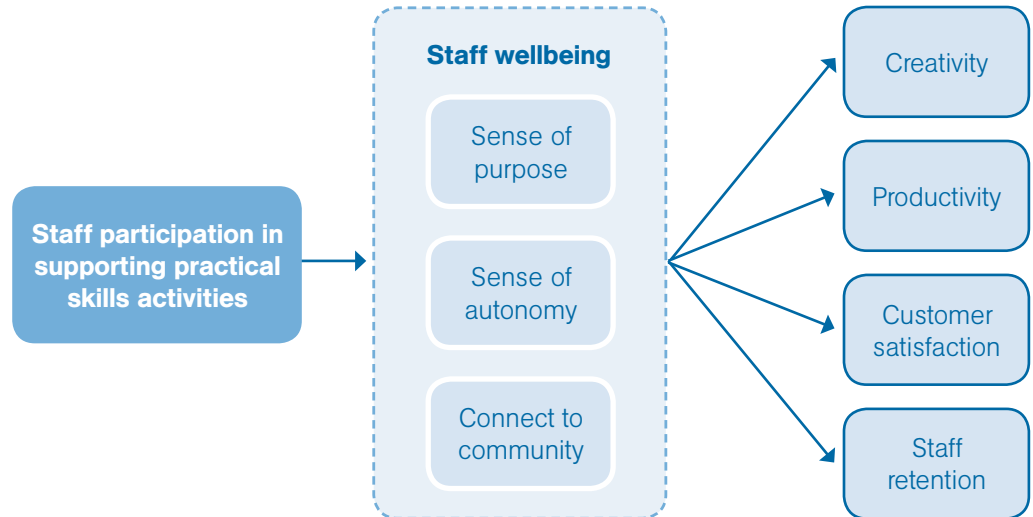 Staff participation in
supporting practical
skills activities
Staff wellbeing
Sense of
purpose
Sense of
autonomy
Connect to
community
Creativity
Productivity
Customer
satisfaction
Staff
retention